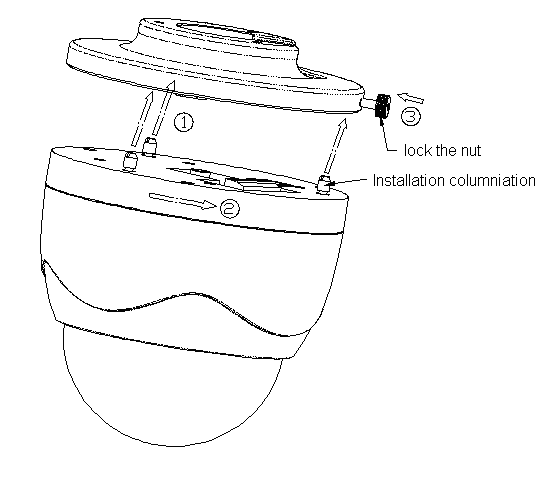 ①
③
lock the nut
Installation columniation
②